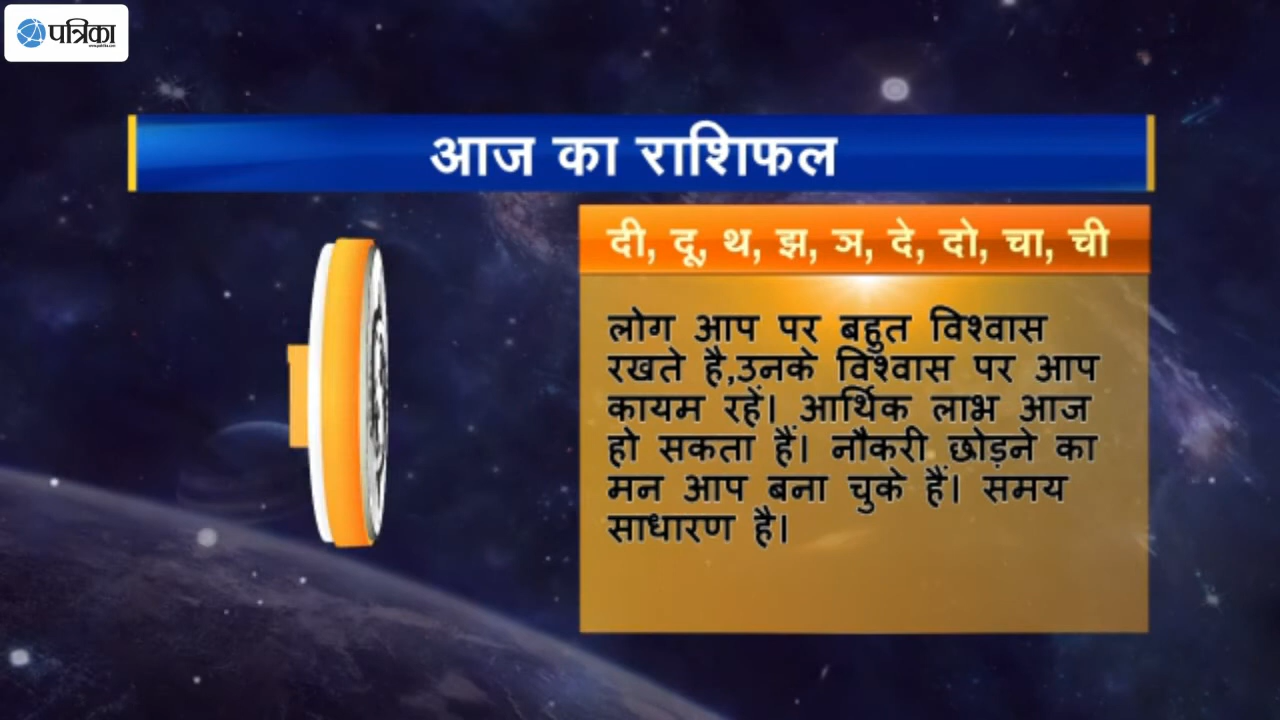 पत्रिका
आज का राशिफल
दी, दू, थ, झ, ञ, दे, दो, चा, ची
लोग आप पर बहुत विश्वास
रखते है,उनके विश्वास पर आप
कायम रहें। आर्थिक लाभ आज
हो सकता हैं। नौकरी छोड़ने का
मन आप बना चुके हैं। समय
साधारण है।